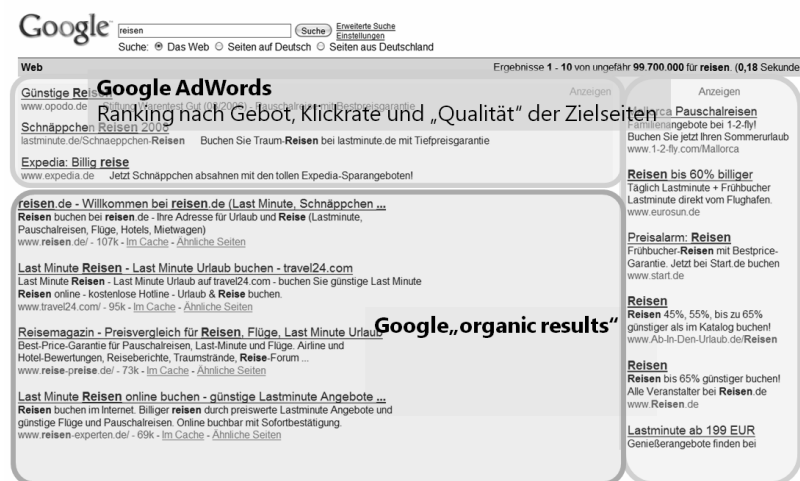 Google
reisen
Suche
Erweiterte Suche
Einstellungen
Suche: Das Web Seiten auf Deutsch Seiten aus Deutschland
Web
Ergebnisse 1 - 10 von ungefähr 99.700.000 für reisen. (0,18 Sekunde
Google AdWords
Ranking nach Gebot, Klickrate und „Qualität“ der Zielseiten
Günstige Reisen
Anzeigen
www.opodo.de Stiftung Warentest Gut - Pauschalreise mit Bestpreisgarantie
Schnäppchen Reisen 2006
lastminute.de/Schnaeppchen-Reisen Buchen Sie Traum-Reisen bei lastminute.de mit Tiefpreisgarantie
Expedia: Billig reise
www.expedia.de Jetzt Schnäppchen absahnen mit den tollen Expedia-Sparangeboten!
reisen.de - Willkommen bei reisen.de (Last Minute, Schnäppchen ...
Reisen buchen bei reisen.de - Ihre Adresse für Urlaub und Reise (Lastminute,
Pauschalreisen, Flüge, Hotels, Mietwagen)
www.reisen.de/ - 107k - Im Cache - Ähnliche Seiten
Last Minute Reisen - Last Minute Urlaub buchen - travel24.com
Last Minute Reisen - Last Minute Urlaub auf travel24.com - buchen Sie günstige Last Minute
Reisen online - kostenlose Hotline - Urlaub & Reise buchen.
www.travel24.com/ - 95k - Im Cache - Ähnliche Seiten
Reisemagazin - Preisvergleich für Reisen, Flüge, Last Minute Urlaub
Best-Price-Garantie für Pauschalreisen, Last-Minute und Flüge. Airline und
Hotel-Bewertungen, Reiseberichte, Traumstrände, Reise-Forum ...
www.reise-preise.de/ - 73k - Im Cache - Ähnliche Seiten
Google„organic results“
Last Minute Reisen online buchen - günstige Lastminute Angebote ...
Reisen buchen im Internet. Billiger reisen durch preiswerte Lastminute Angebote und
günstige Flüge und Pauschalreisen. Online buchbar mit Sofortbestätigung.
www.reisen-experten.de/ - 69k - Im Cache - Ähnliche Seiten
Anzeigen
Mallorca Pauschalreisen
Familienangebote bei 1-2-fly!
Buchen Sie jetzt Ihren Sommerurlaub
www.1-2-fly.com/Mallorca
Reisen bis 60% billiger
Täglich Lastminute + Frühbucher
Lastminute direkt vom Flughafen.
www.eurosun.de
Preisalarm: Reisen
Frühbucher-Reisen mit Bestprice-
Garantie. Jetzt bei Start.de buchen
www.start.de
Reisen
Reisen 45%, 55%, bis zu 65%
günstiger als im Katalog buchen!
www.Ab-In-Den-Urlaub.de/Reisen
Reisen
Reisen bis 65% günstiger buchen!
Alle Veranstalter bei Reisen.de
www.Reisen.de
Lastminute ab 199 EUR
Genießerangebote finden bei